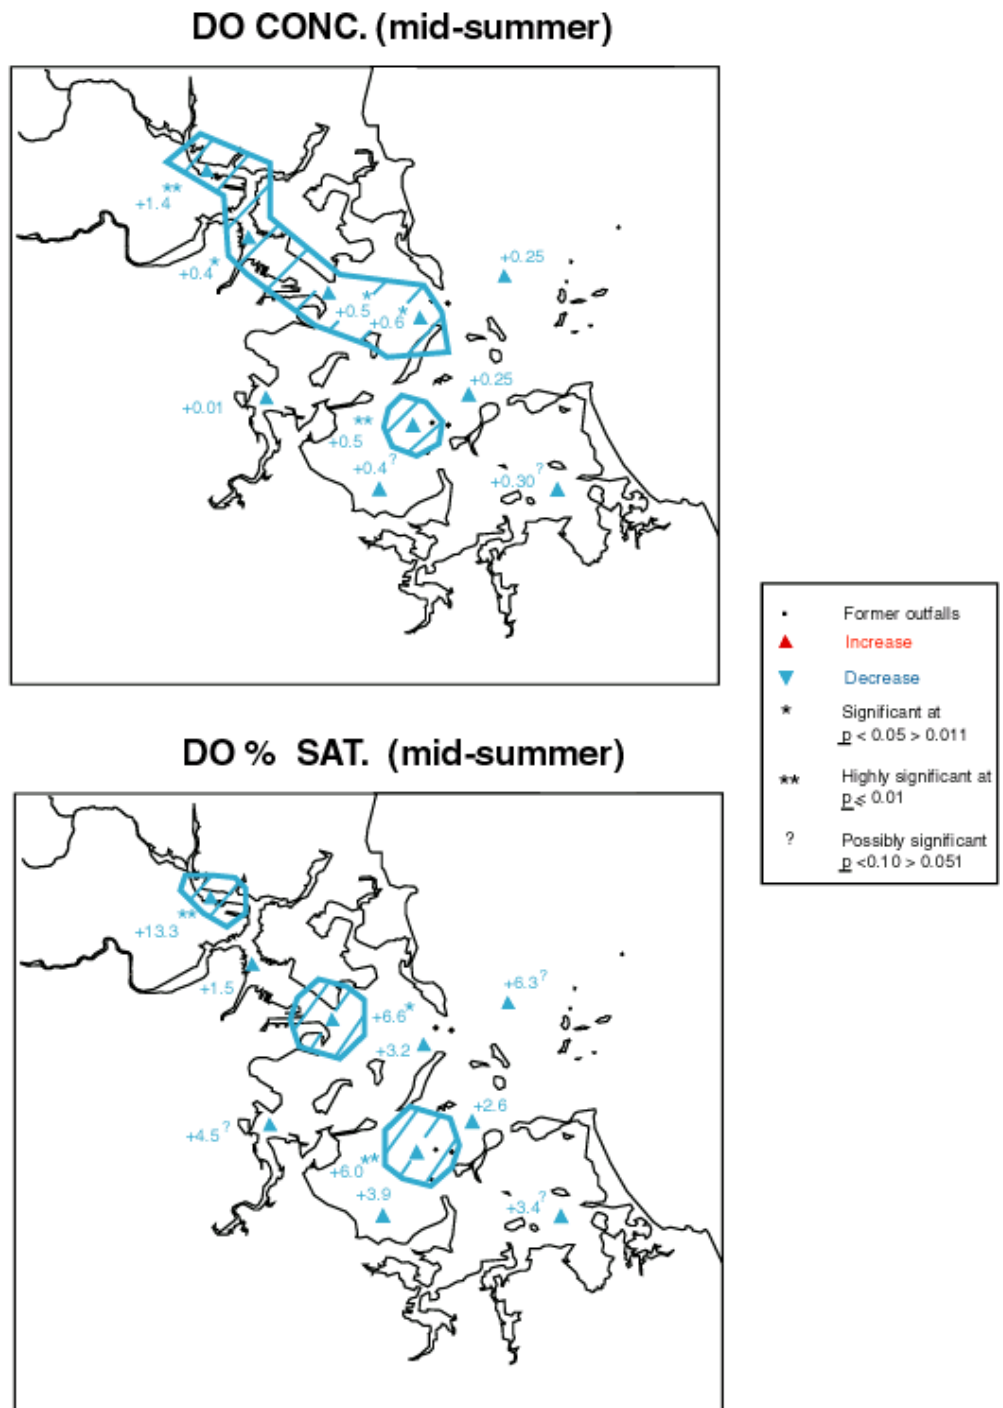 DO CONC. (mid-summer)
+0.25
**
+1.4
+0.4*
+0.5*
+0.6*
+0.25
+0.01
**
+0.5
+0.4?
+0.30?
Former outfalls
Increase
Decrease
* Significant at
p < 0.05 > 0.011
** Highly significant at
p ≤ 0.01
? Possibly significant
p <0.10 > 0.051
DO % SAT. (mid-summer)
**
+13.3
+1.5
+6.3?
+6.6*
+3.2
+2.6
+4.5?
+6.0**
+3.9
+3.4?